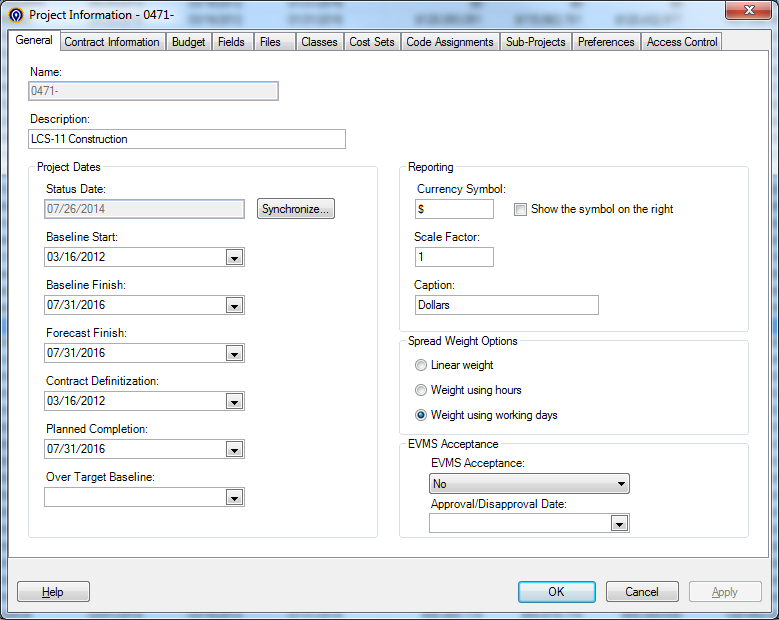 Project Information - 0471-
General Contract Information Budget Fields Files Classes Cost Sets Code Assignments Sub-Projects Preferences Access Control
Name:
0471-
Description:
LCS-11 Construction
Project Dates
Status Date:
07/26/2014 Synchronize...
Baseline Start:
03/16/2012
Baseline Finish:
07/31/2016
Forecast Finish:
07/31/2016
Contract Definitization:
03/16/2012
Planned Completion:
07/31/2016
Over Target Baseline:
Reporting
Currency Symbol:
$ Show the symbol on the right
Scale Factor:
1
Caption:
Dollars
Spread Weight Options
Linear weight
Weight using hours
Weight using working days
EVMS Acceptance
EVMS Acceptance:
No
Approval/Disapproval Date:
Help OK Cancel Apply